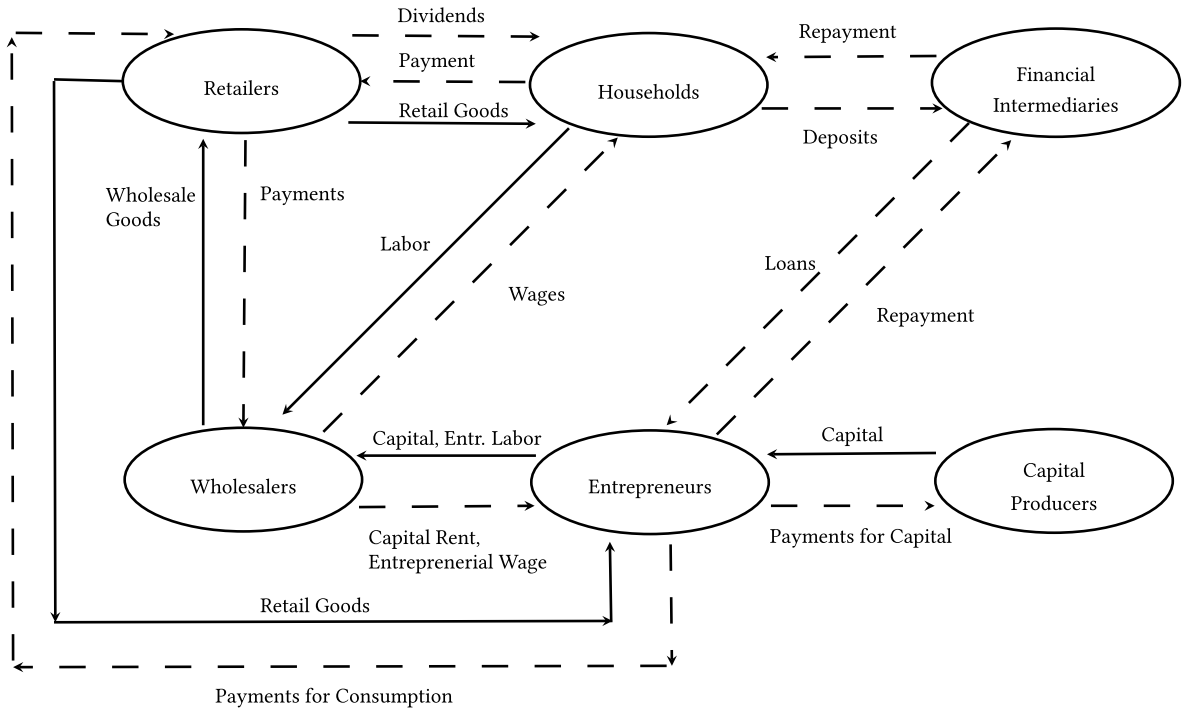 Dividends
Repayment
Payment
Retailers
Households
Financial
Intermediaries
Retail Goods
Deposits
Wholesale
Goods
Payments
Labor
Loans
Wages
Repayment
Capital, Entr. Labor
Capital
Wholesalers
Entrepreneurs
Capital
Producers
Capital Rent,
Entreprenerial Wage
Payments for Capital
Retail Goods
Payments for Consumption